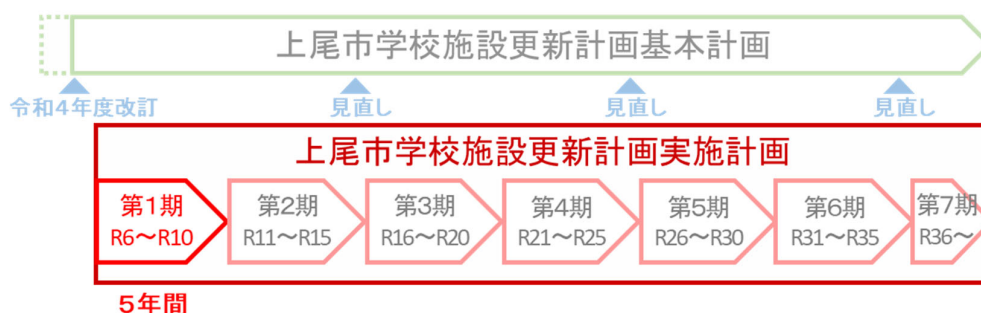 上尾市学校施設更新計画基本計画
令和4年度改訂
見直し
見直し
見直し
上尾市学校施設更新計画実施計画
第1期
R6～R10
第2期
R11～R15
第3期
R16～R20
第4期
R21～R25
第5期
R26～R30
第6期
R31～R35
第7期
R36～
5年間